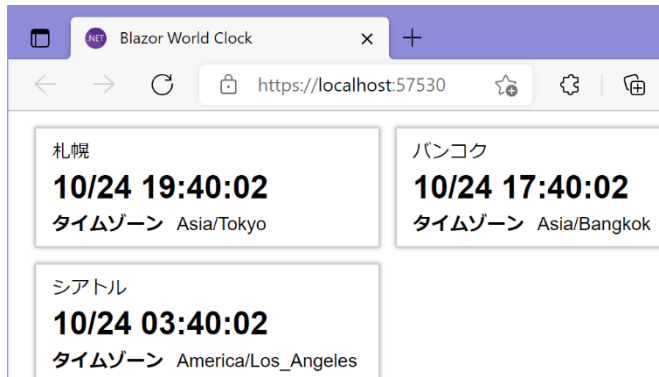 NET Blazor World Clock
https://localhost:57530
札幌
10/24 19:40:02
タイムゾーン Asia/Tokyo
バンコク
10/24 17:40:02
タイムゾーン Asia/Bangkok
シアトル
10/24 03:40:02
タイムゾーン America/Los_Angeles